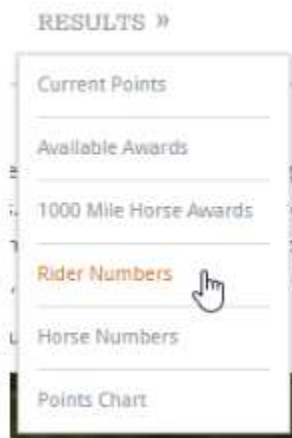 RESULTS »
Current Points
Available Awards
1000 Mile Horse Awards
Rider Numbers
Horse Numbers
Points Chart